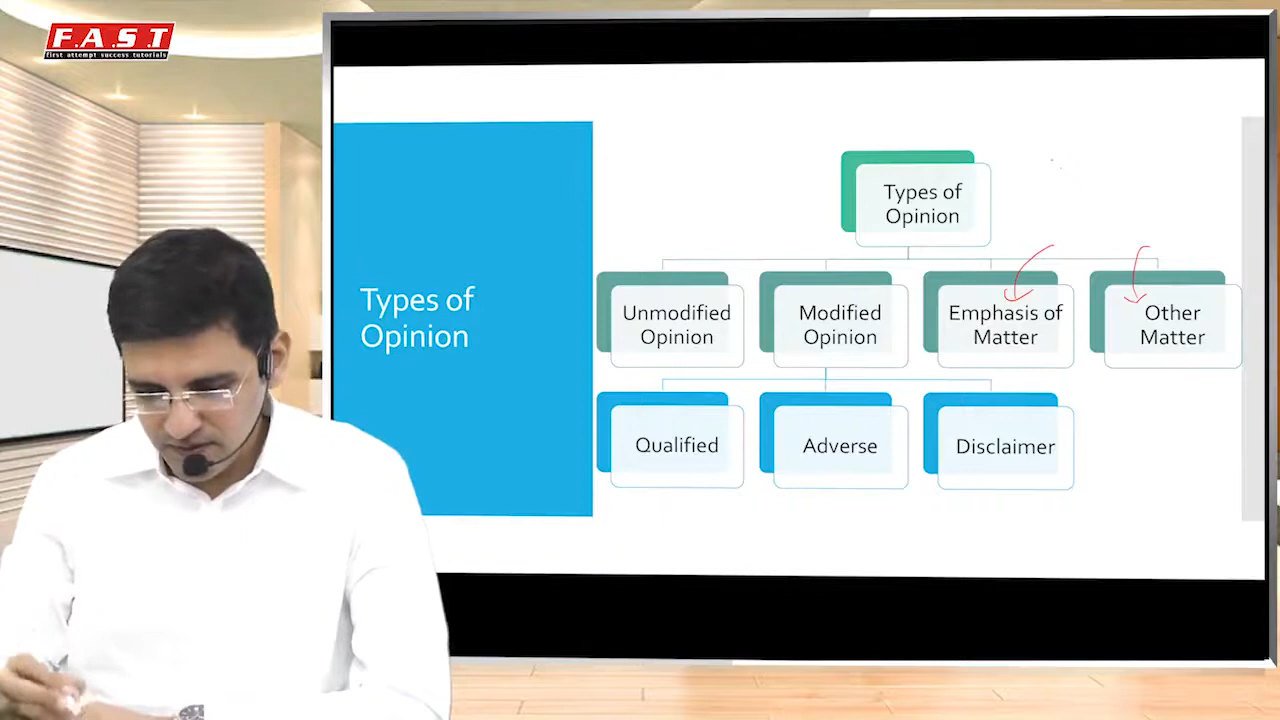 F.A.S.T
first attempt success tutorials
Types of
Opinion
Types of
Opinion
Unmodified
Opinion
Modified
Opinion
Emphasis of
Matter
Other
Matter
Qualified
Adverse
Disclaimer